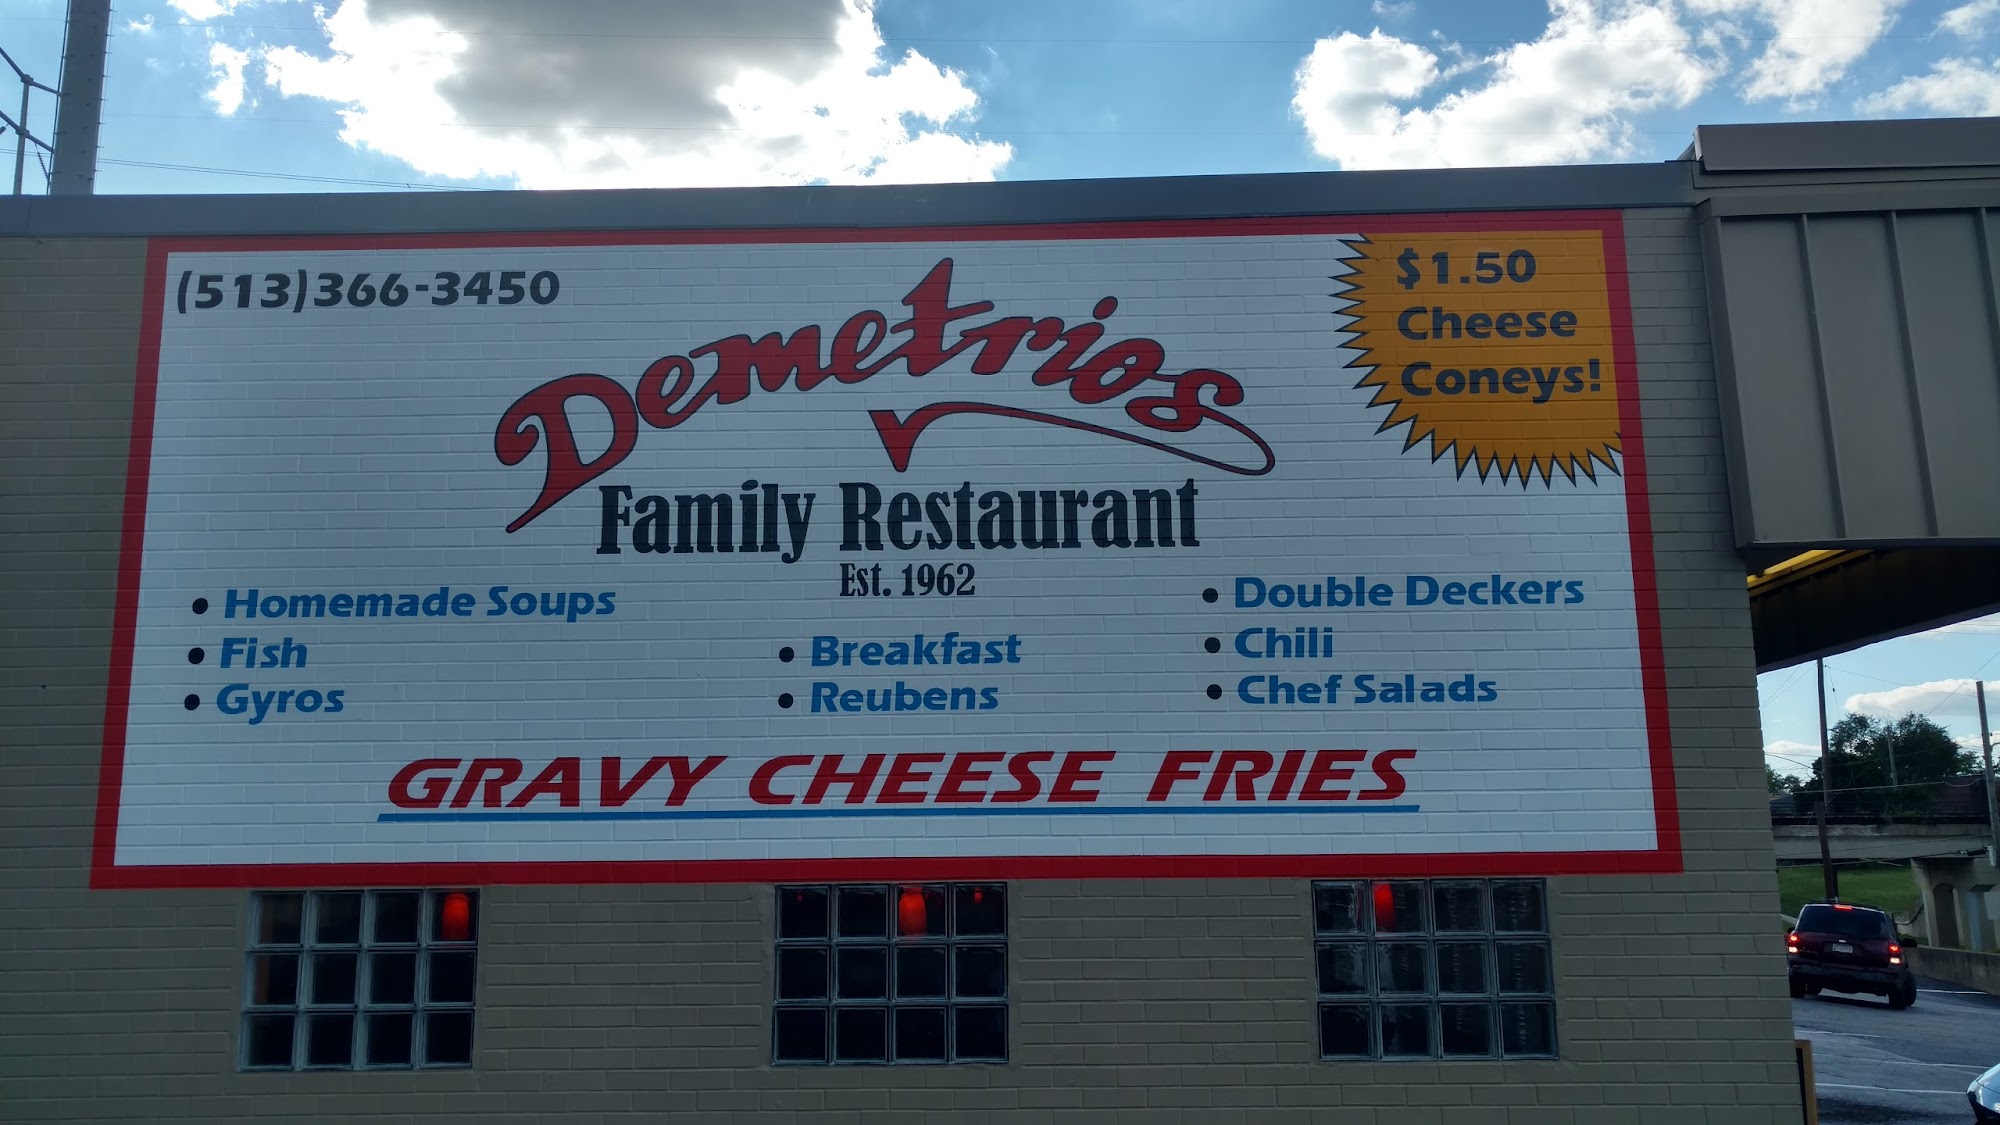 (513)366-3450
Demetrios
Family Restaurant
Est. 1962
$1.50
Cheese
Coneys!
• Homemade Soups
• Fish
• Gyros
• Breakfast
• Reubens
• Double Deckers
• Chili
• Chef Salads
GRAVY CHEESE FRIES